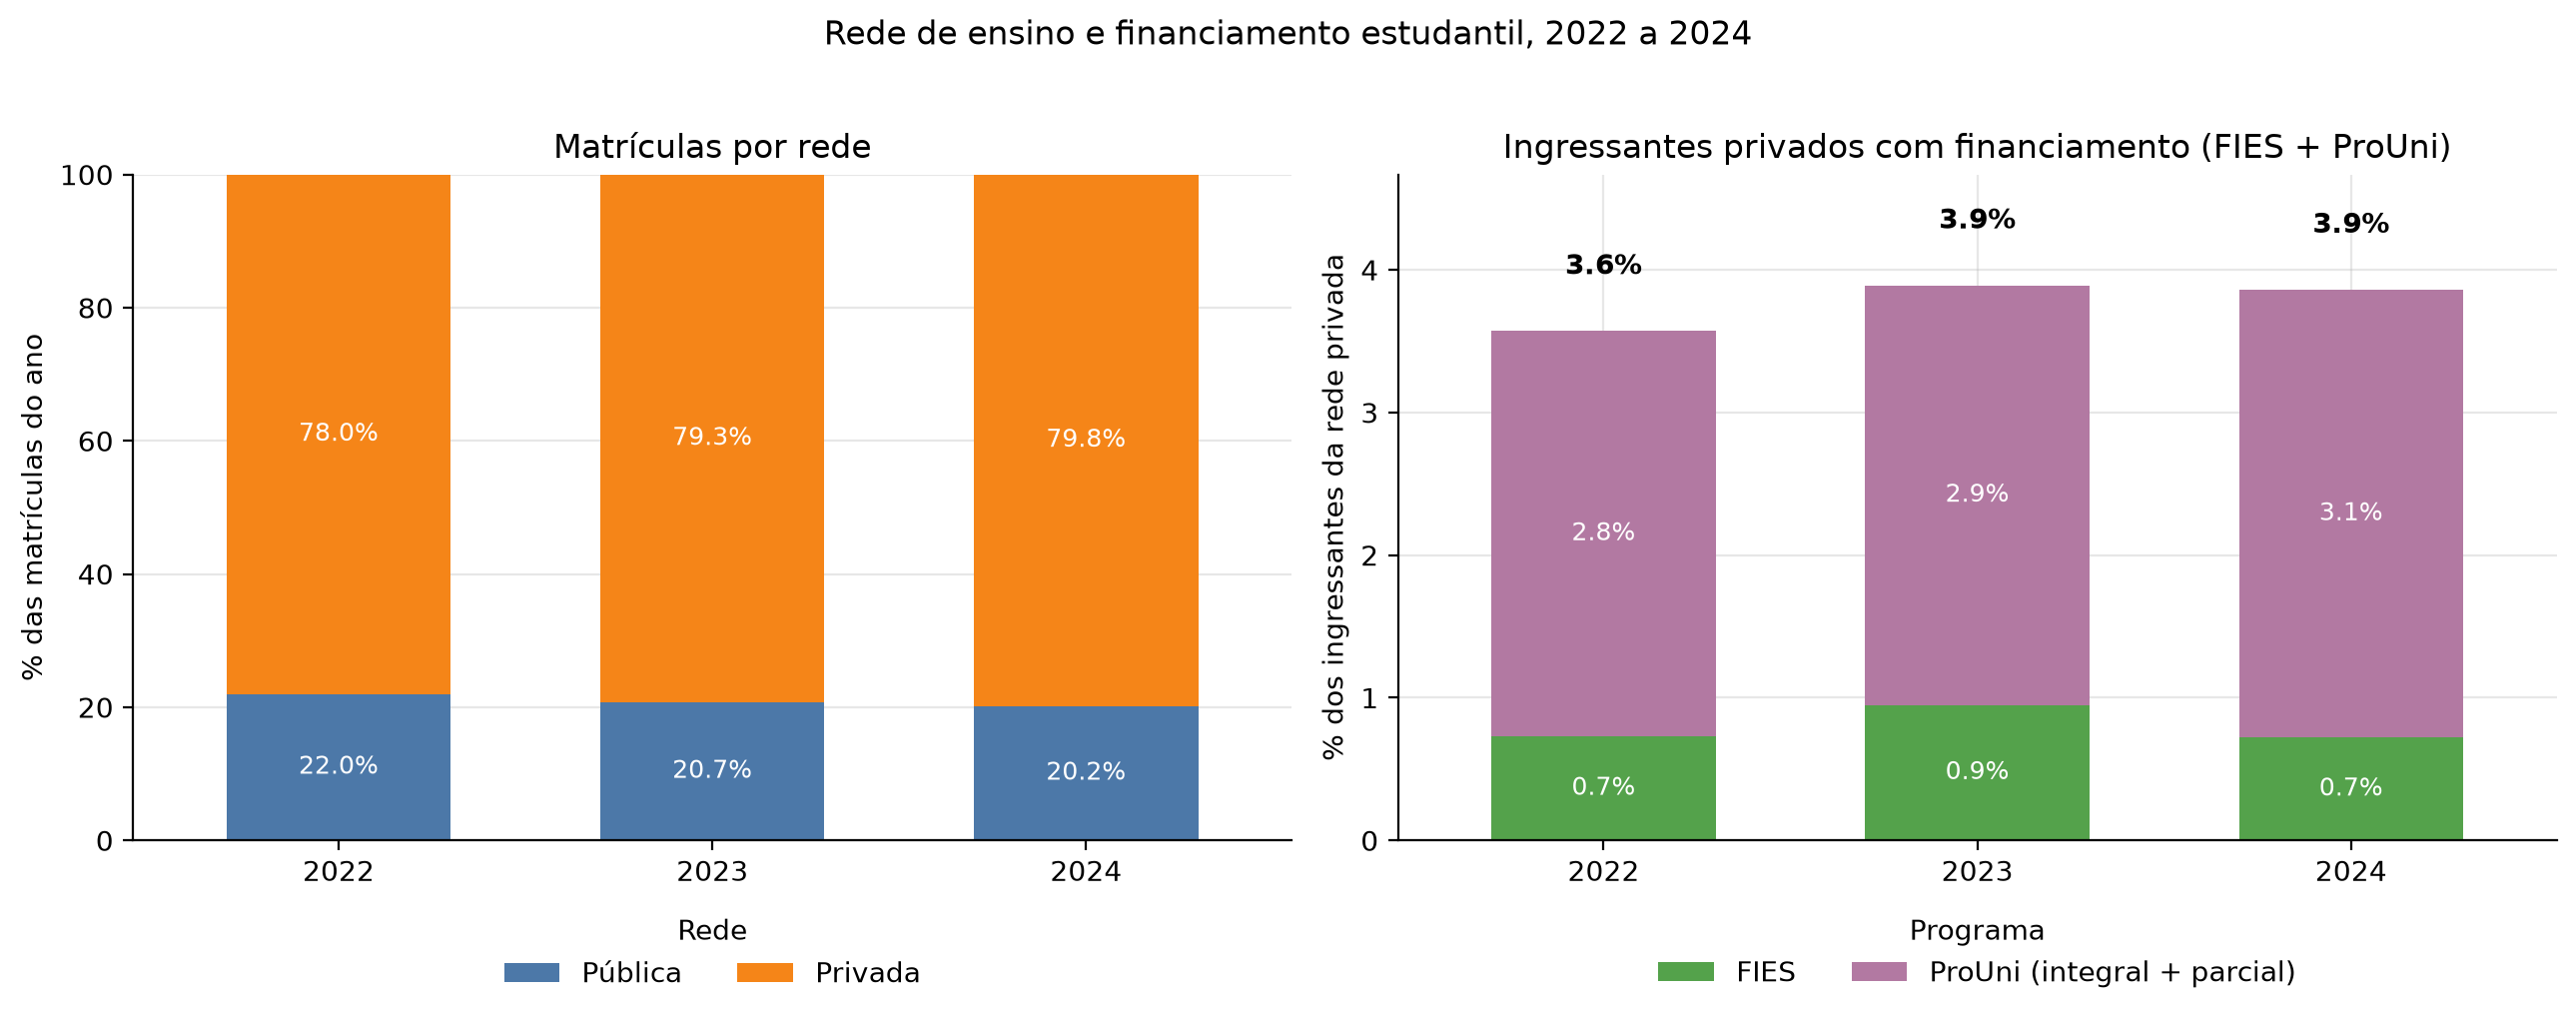 Rede de ensino e financiamento estudantil, 2022 a 2024
Matrículas por rede
% das matrículas do ano
100
80
60
40
20
0
78.0%
79.3%
79.8%
22.0%
20.7%
20.2%
2022
2023
2024
Rede
Pública
Privada
Ingressantes privados com financiamento (FIES + ProUni)
% dos ingressantes da rede privada
4
3
2
1
0
3.6%
3.9%
3.9%
2.8%
2.9%
3.1%
0.7%
0.9%
0.7%
2022
2023
2024
Programa
FIES
ProUni (integral + parcial)